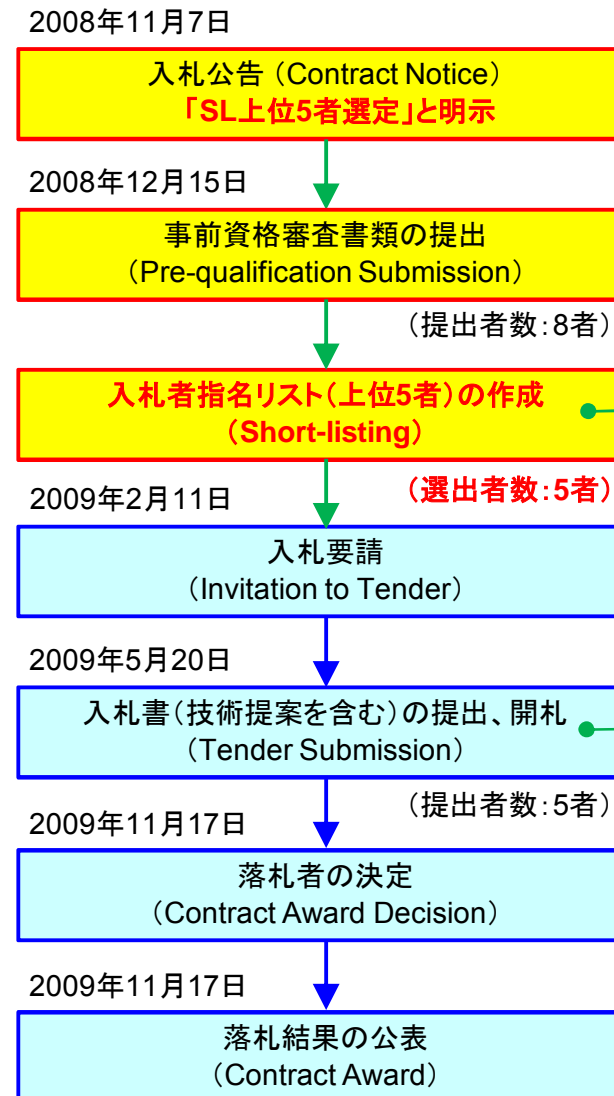 2008年11月7日
入札公告（Contract Notice）
「SL上位5者選定」と明示
2008年12月15日
事前資格審査書類の提出
（Pre-qualification Submission）
（提出者数：8者）
入札者指名リスト（上位5者）の作成
（Short-listing）
（選出者数：5者）
2009年2月11日
入札要請
（Invitation to Tender）
2009年5月20日
入札書（技術提案を含む）の提出、開札
（Tender Submission）
（提出者数：5者）
2009年11月17日
落札者の決定
（Contract Award Decision）
2009年11月17日
落札結果の公表
（Contract Award）